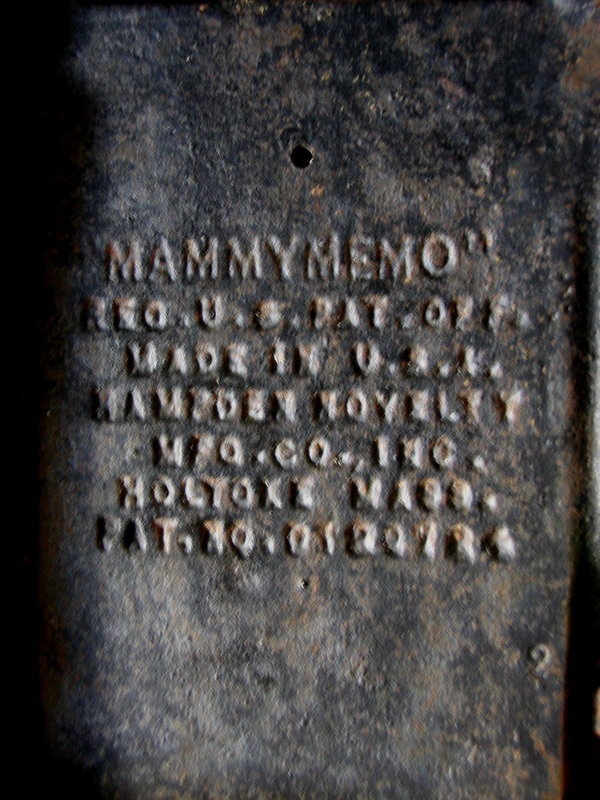 "MAMMYMEMO"
REG. U.S. PAT. OFF.
MADE IN U.S.A.
HAMPDEN NOVELTY
MFG. CO., INC.
HOLYOKE MASS.
PAT. NO.